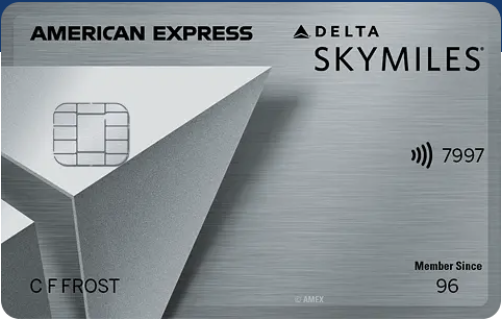 AMERICAN EXPRESS
DELTA
SKYMILES®
7997
Member Since
96
C F FROST
© AMEX